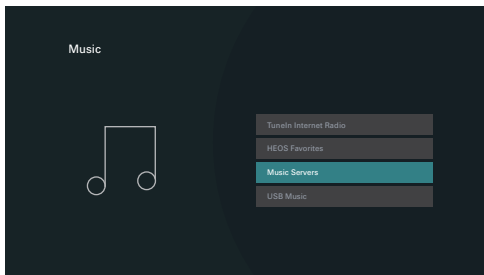 Music
TuneIn Internet Radio
HEOS Favorites
Music Servers
USB Music